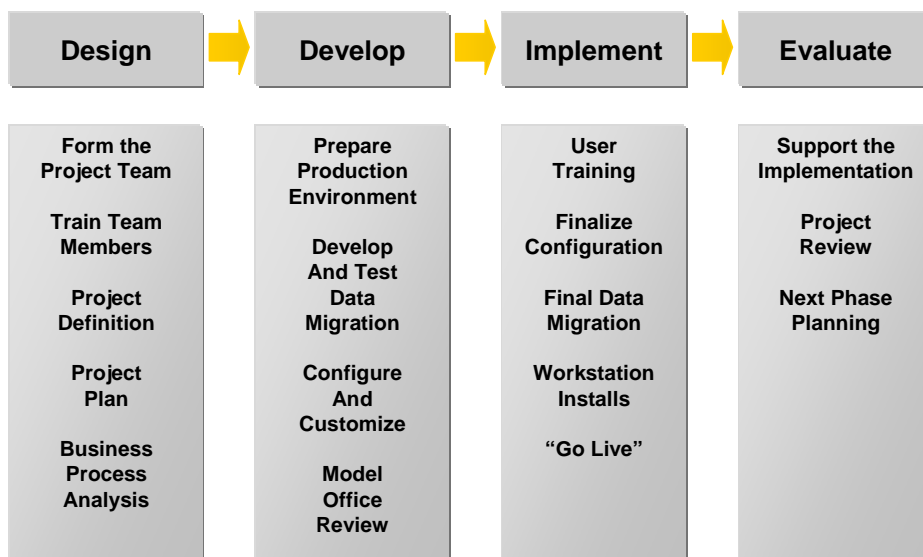 Design
Develop
Implement
Evaluate
Form the
Project Team
Train Team
Members
Project
Definition
Project
Plan
Business
Process
Analysis
Prepare
Production
Environment
Develop
And Test
Data
Migration
Configure
And
Customize
Model
Office
Review
User
Training
Finalize
Configuration
Final Data
Migration
Workstation
Installs
“Go Live”
Support the
Implementation
Project
Review
Next Phase
Planning